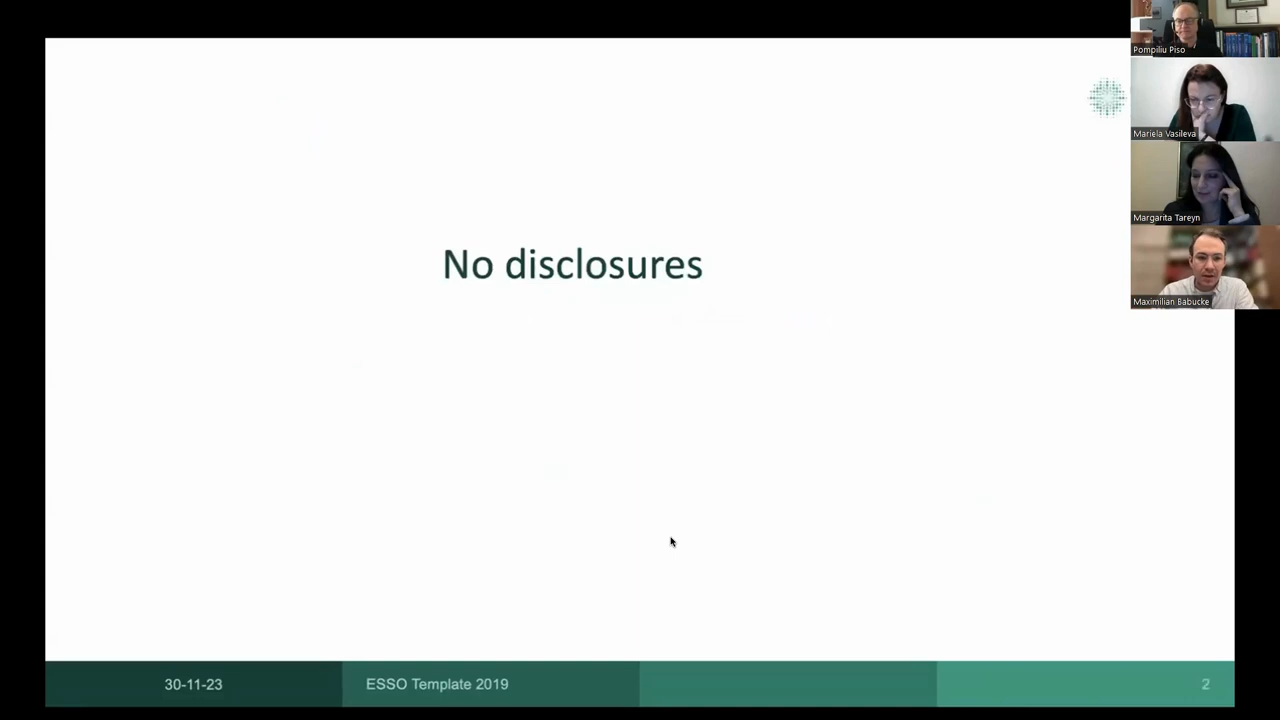 Pompiliu Piso
Mariela Vasileva
Margarita Tareyn
Maximilian Babucke
No disclosures
30-11-23
ESSO Template 2019
2